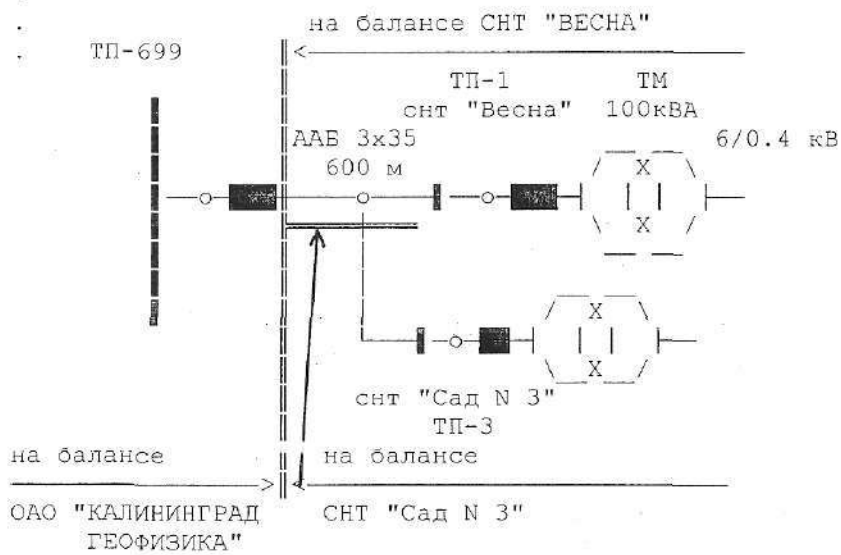 на балансе СНТ "ВЕСНА"
ТП-699
ТП-1 ТМ
снт "Весна" 100кВА
ААБ 3х35 6/0.4 кВ
600 м
X
X
X
X
снт "Сад N 3"
ТП-3
на балансе на балансе
ОАО "КАЛИНИНГРАД СНТ "Сад N 3"
ГЕОФИЗИКА"